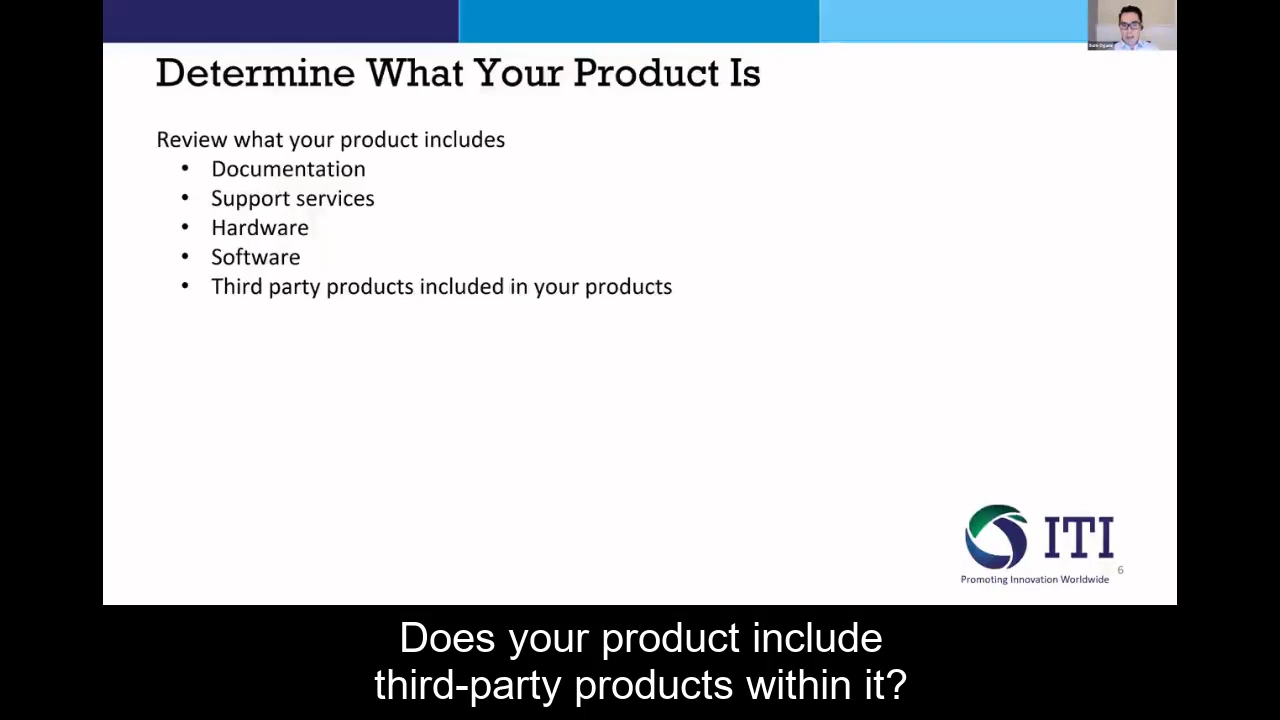 Determine What Your Product Is
Review what your product includes
• Documentation
• Support services
• Hardware
• Software
• Third party products included in your products
ITI
Promoting Innovation Worldwide
6
Does your product include
third-party products within it?